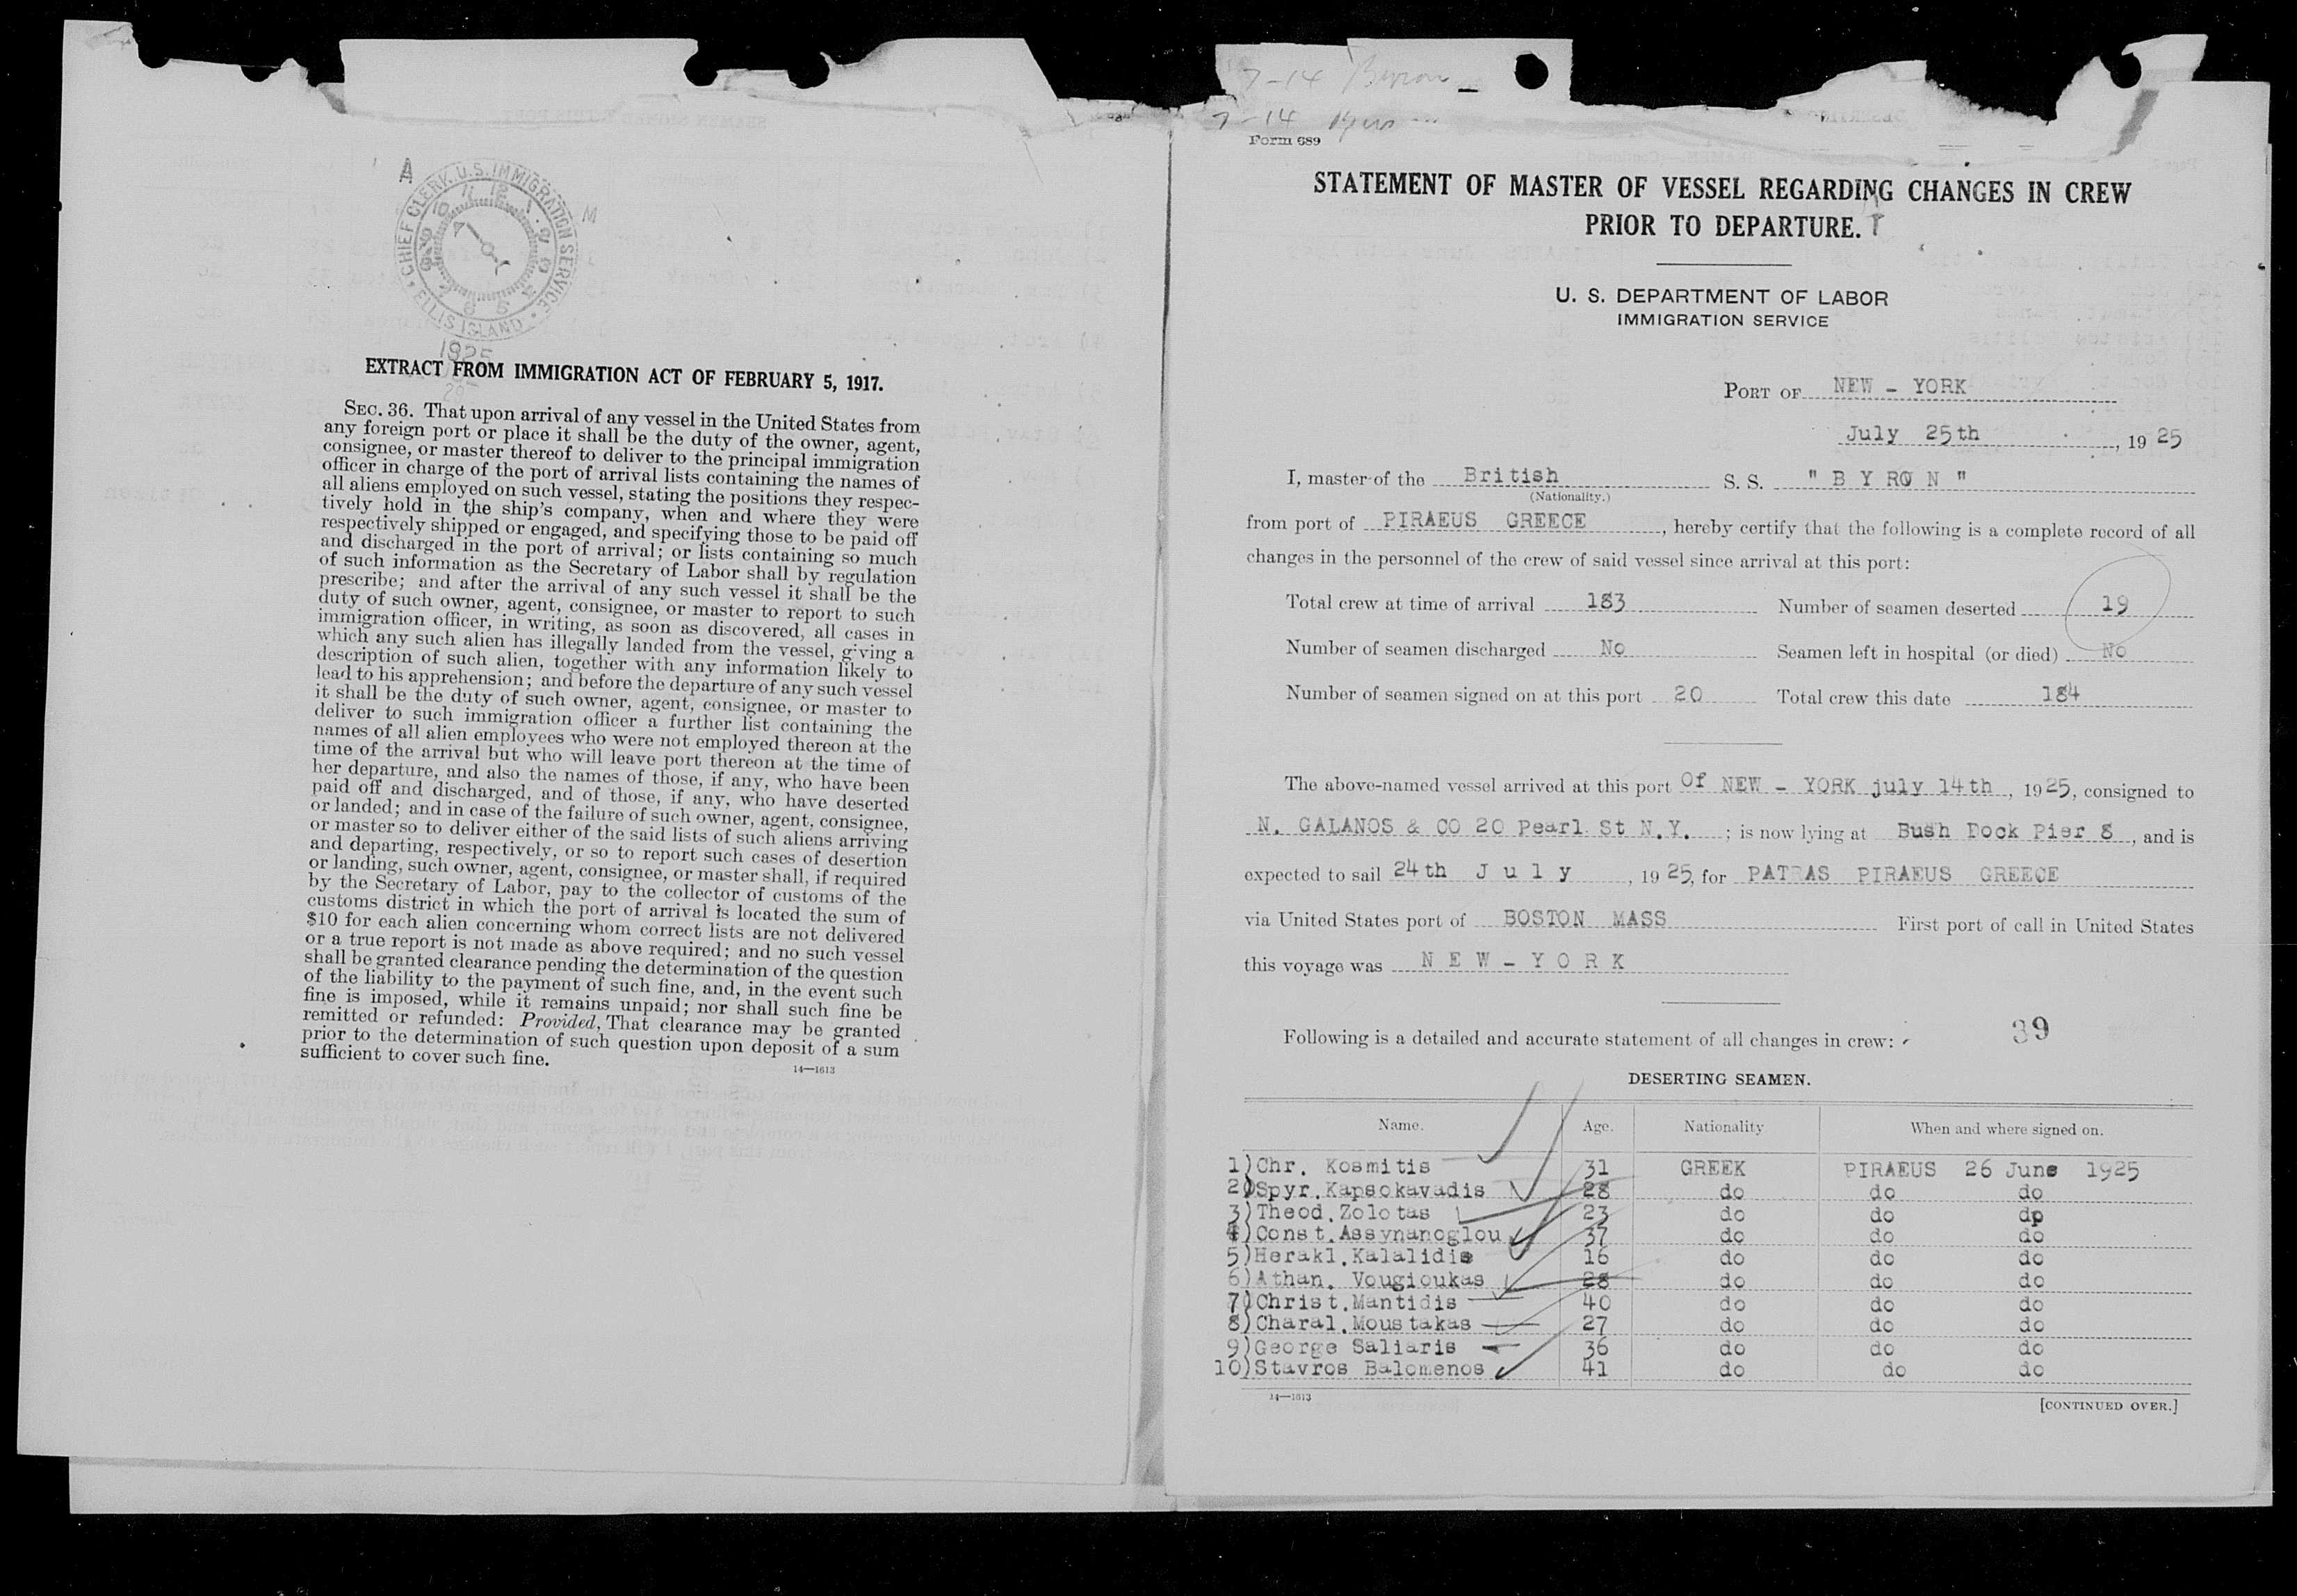 A
CHIEF CLERK. U.S. IMMIGRATION SERVICE. ELLIS ISLAND
M
1925
EXTRACT FROM IMMIGRATION ACT OF FEBRUARY 5, 1917.
SEC. 36. That upon arrival of any vessel in the United States from
any foreign port or place it shall be the duty of the owner, agent,
consignee, or master thereof to deliver to the principal immigration
officer in charge of the port of arrival lists containing the names of
all aliens employed on such vessel, stating the positions they respec-
tively hold in the ship's company, when and where they were
respectively shipped or engaged, and specifying those to be paid off
and discharged in the port of arrival; or lists containing so much
of such information as the Secretary of Labor shall by regulation
prescribe; and after the arrival of any such vessel it shall be the
duty of such owner, agent, consignee, or master to report to such
immigration officer, in writing, as soon as discovered, all cases in
which any such alien has illegally landed from the vessel, giving a
description of such alien, together with any information likely to
lead to his apprehension; and before the departure of any such vessel
it shall be the duty of such owner, agent, consignee, or master to
deliver to such immigration officer a further list containing the
names of all alien employees who were not employed thereon at the
time of the arrival but who will leave port thereon at the time of
her departure, and also the names of those, if any, who have been
paid off and discharged, and of those, if any, who have deserted
or landed; and in case of the failure of such owner, agent, consignee,
or master so to deliver either of the said lists of such aliens arriving
and departing, respectively, or so to report such cases of desertion
or landing, such owner, agent, consignee, or master shall, if required
by the Secretary of Labor, pay to the collector of customs of the
customs district in which the port of arrival is located the sum of
$10 for each alien concerning whom correct lists are not delivered
or a true report is not made as above required; and no such vessel
shall be granted clearance pending the determination of the question
of the liability to the payment of such fine, and, in the event such
fine is imposed, while it remains unpaid; nor shall such fine be
remitted or refunded: Provided, That clearance may be granted
prior to the determination of such question upon deposit of a sum
sufficient to cover such fine.
14—1613
7-14 Byron
7-14
Form 689
STATEMENT OF MASTER OF VESSEL REGARDING CHANGES IN CREW
PRIOR TO DEPARTURE.
U. S. DEPARTMENT OF LABOR
IMMIGRATION SERVICE
PORT OF NEW - YORK
July 25th, 1925
I, master of the British S. S. " B Y R O N "
(Nationality.)
from port of PIRAEUS GREECE, hereby certify that the following is a complete record of all
changes in the personnel of the crew of said vessel since arrival at this port:
Total crew at time of arrival 183 Number of seamen deserted 19
Number of seamen discharged No Seamen left in hospital (or died) No
Number of seamen signed on at this port 20 Total crew this date 184
The above-named vessel arrived at this port Of NEW - YORK july 14th, 1925, consigned to
N. GALANOS & CO 20 Pearl St N.Y.; is now lying at Bush Dock Pier 8, and is
expected to sail 24th J u l y, 1925, for PATRAS PIRAEUS GREECE
via United States port of BOSTON MASS First port of call in United States
this voyage was N E W - Y O R K
Following is a detailed and accurate statement of all changes in crew: 39
DESERTING SEAMEN.
Name. Age. Nationality When and where signed on.
1) Chr. Kosmitis 31 GREEK PIRAEUS 26 June 1925
2) Spyr. Kapsokavadis 28 do do do
3) Theod. Zolotas 23 do do dp
4) Const. Assynanoglou 37 do do do
5) Herakl. Kalalidis 16 do do do
6) Athan. Vougioukas 28 do do do
7) Christ. Mantidis 40 do do do
8) Charal. Moustakas 27 do do do
9) George Saliaris 36 do do do
10) Stavros Balomenos 41 do do do
14—1613
[CONTINUED OVER.]